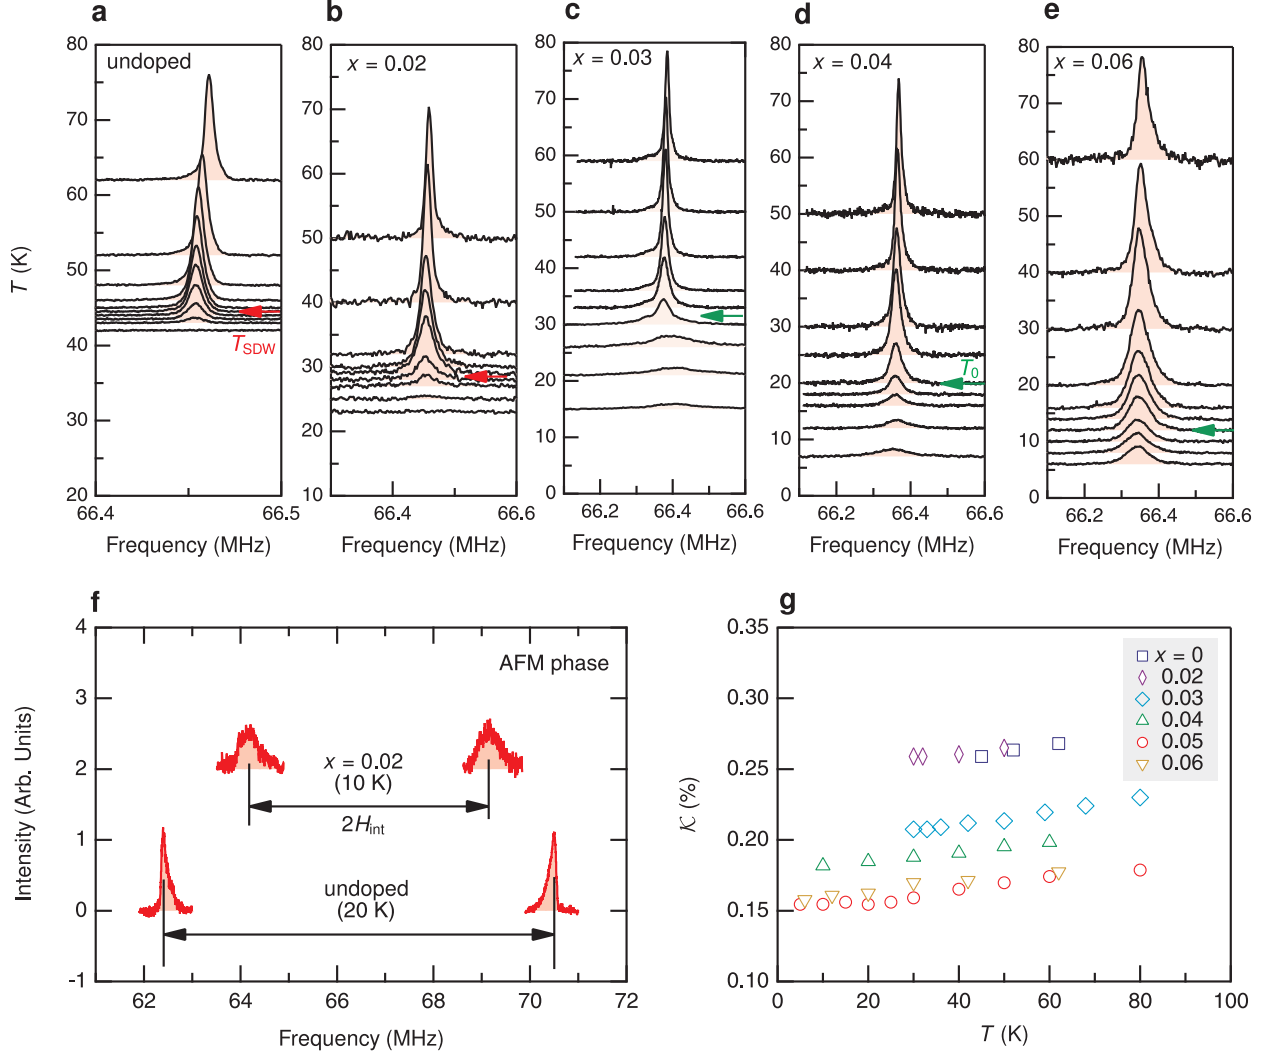 a
b
c
d
e
undoped
x = 0.02
x = 0.03
x = 0.04
x = 0.06
T (K)
80
70
60
50
40
30
20
T_SDW
66.4
66.5
Frequency (MHz)
80
70
60
50
40
30
20
10
66.4
66.6
Frequency (MHz)
80
70
60
50
40
30
20
10
0
66.2
66.4
66.6
Frequency (MHz)
80
70
60
50
40
30
20
10
0
T_0
66.2
66.4
66.6
Frequency (MHz)
80
70
60
50
40
30
20
10
0
66.2
66.4
66.6
Frequency (MHz)
f
AFM phase
Intensity (Arb. Units)
4
3
2
1
0
-1
x = 0.02
(10 K)
2H_int
undoped
(20 K)
62
64
66
68
70
72
Frequency (MHz)
g
K (%)
0.35
0.30
0.25
0.20
0.15
0.10
x = 0
0.02
0.03
0.04
0.05
0.06
0
20
40
60
80
100
T (K)